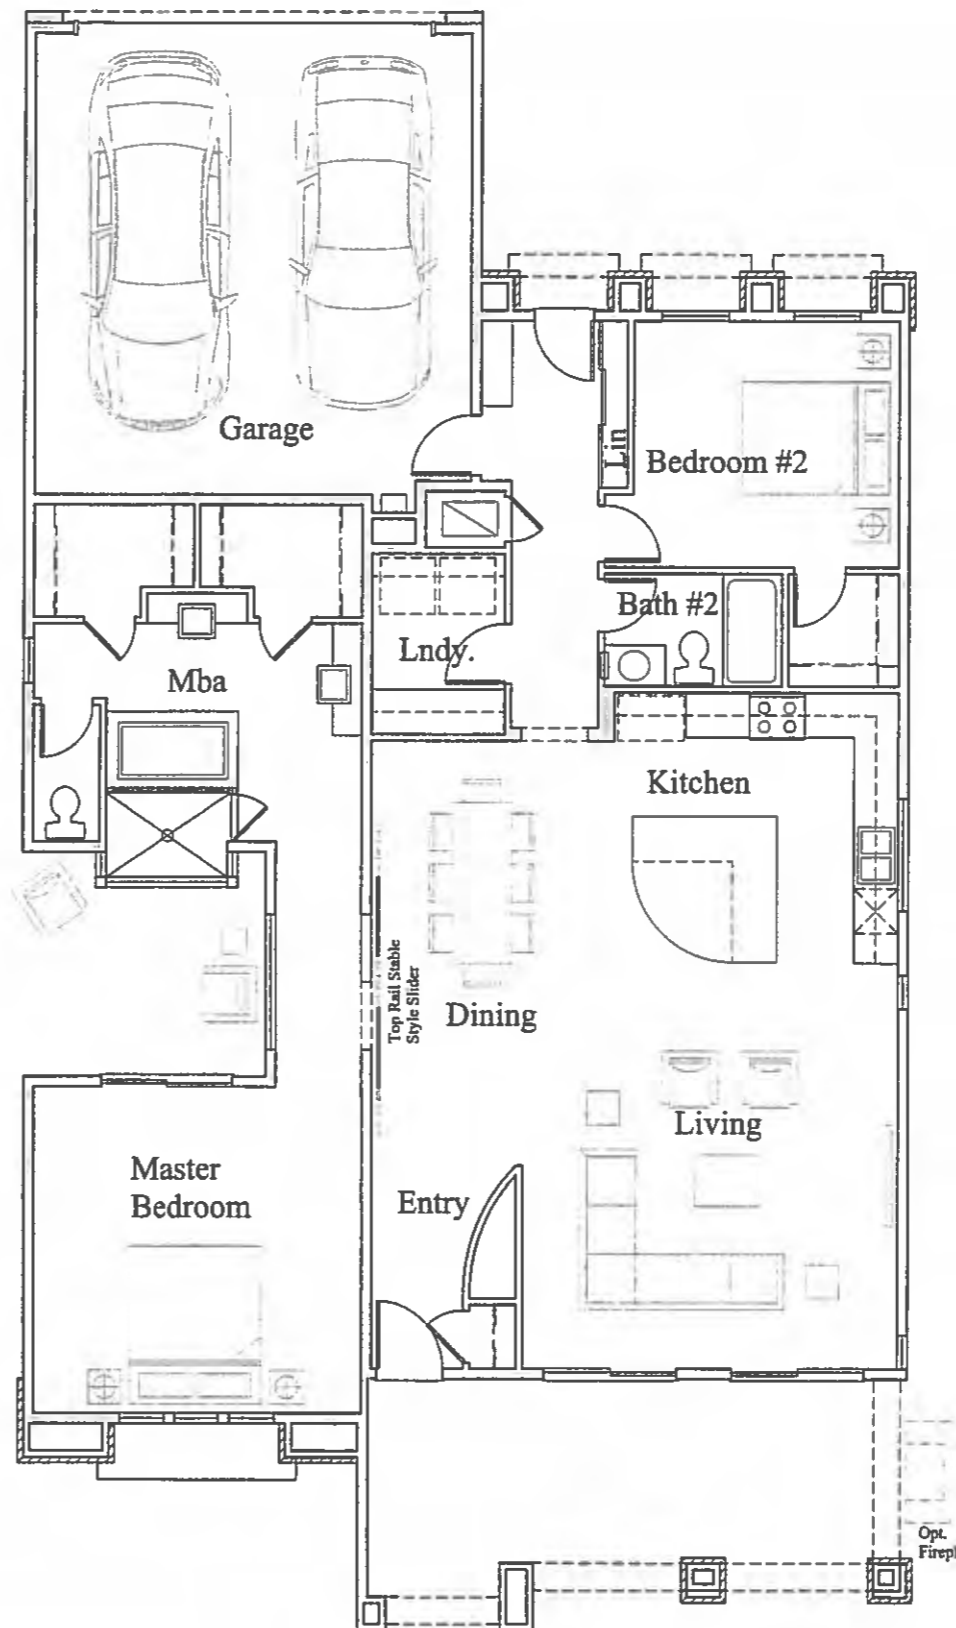 Garage
Lin
Bedroom #2
Bath #2
Lndy.
Mba
Kitchen
Top Rail Stable
Style Slider
Dining
Living
Master
Bedroom
Entry
Opt.
Firepl